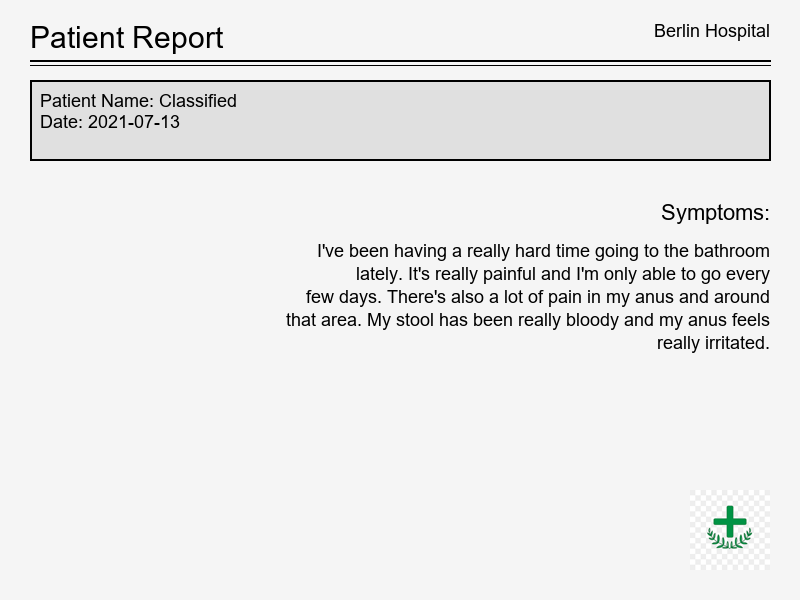 Patient Report
Berlin Hospital
Patient Name: Classified
Date: 2021-07-13
Symptoms:
I've been having a really hard time going to the bathroom
lately. It's really painful and I'm only able to go every
few days. There's also a lot of pain in my anus and around
that area. My stool has been really bloody and my anus feels
really irritated.